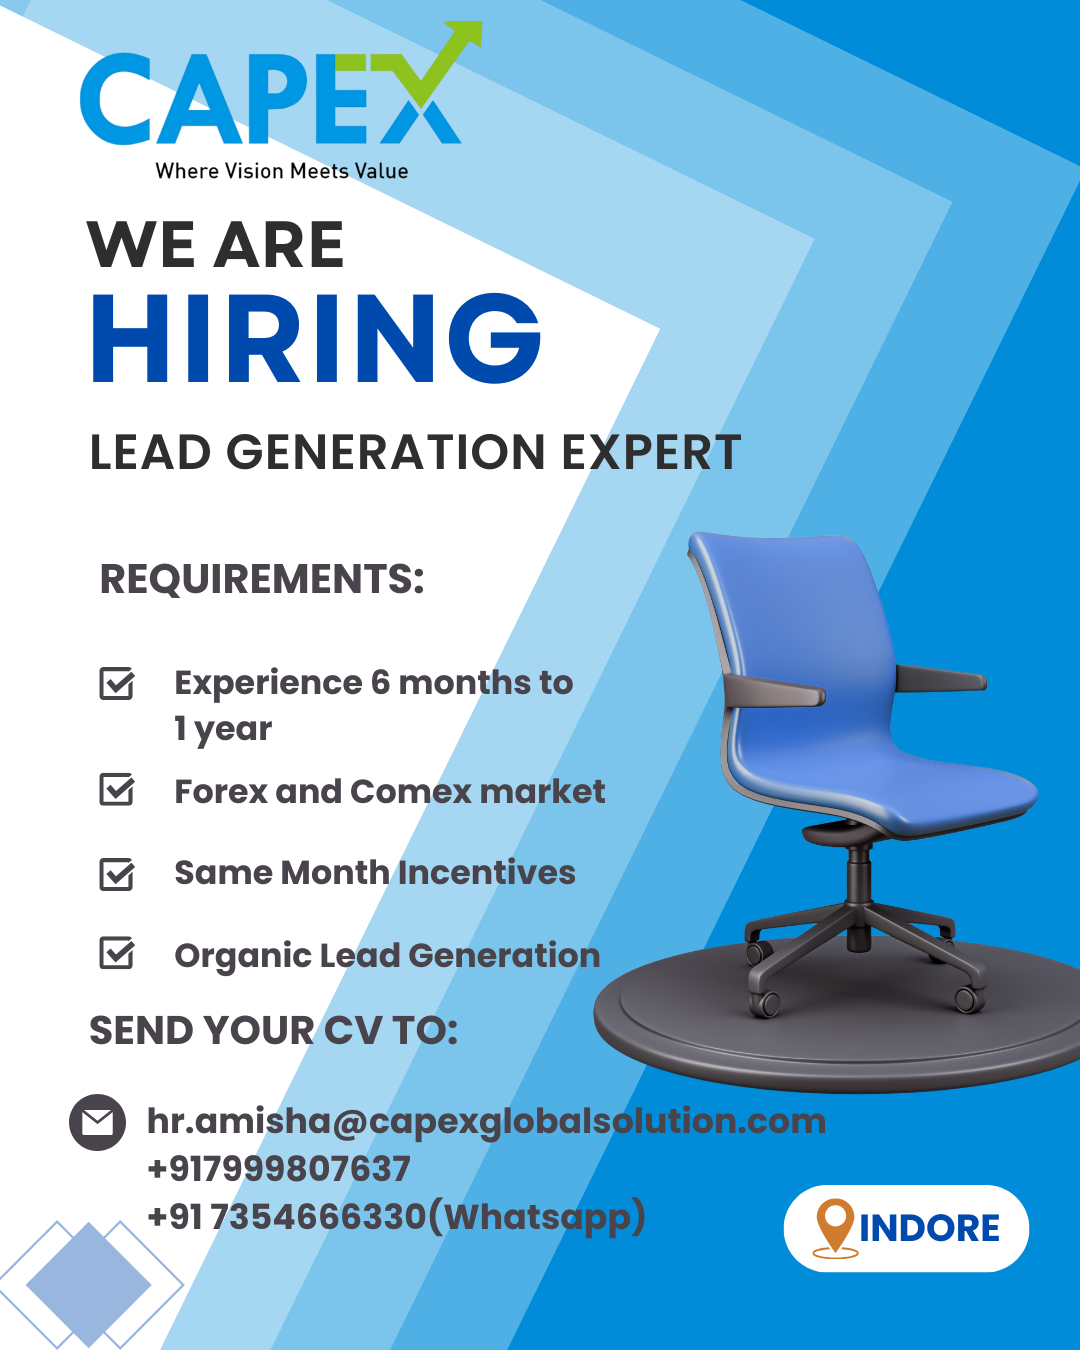 CAPEX
Where Vision Meets Value
WE ARE
HIRING
LEAD GENERATION EXPERT
REQUIREMENTS:
Experience 6 months to
1 year
Forex and Comex market
Same Month Incentives
Organic Lead Generation
SEND YOUR CV TO:
hr.amisha@capexglobalsolution.com
+917999807637
+91 7354666330(Whatsapp)
INDORE